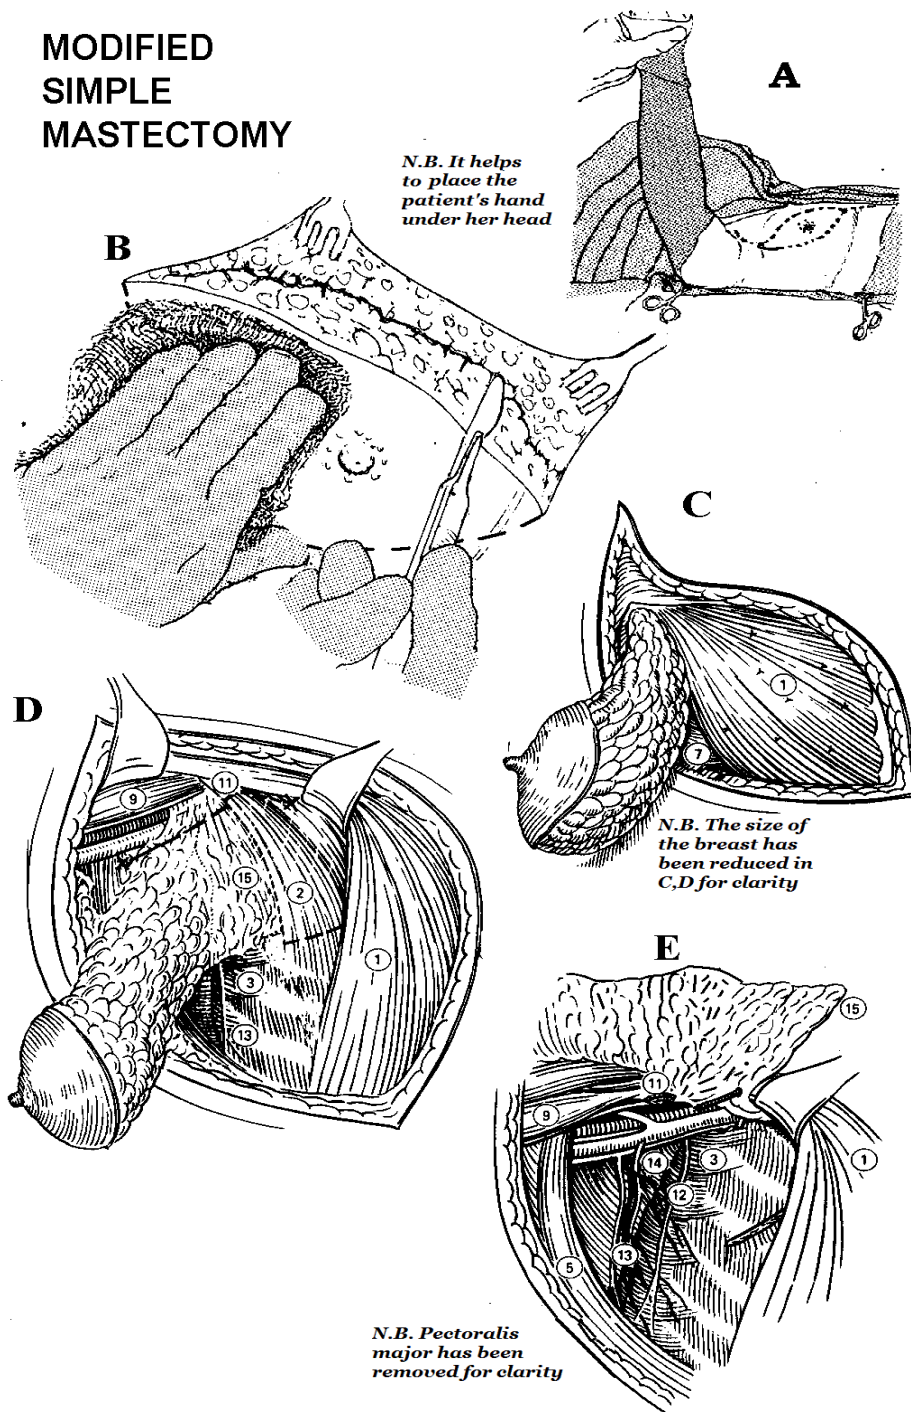 MODIFIED
SIMPLE
MASTECTOMY
A
N.B. It helps
to place the
patient's hand
under her head
B
C
1
7
N.B. The size of
the breast has
been reduced in
C,D for clarity
D
9
11
15
2
1
3
13
E
15
11
9
14
3
1
12
13
5
N.B. Pectoralis
major has been
removed for clarity